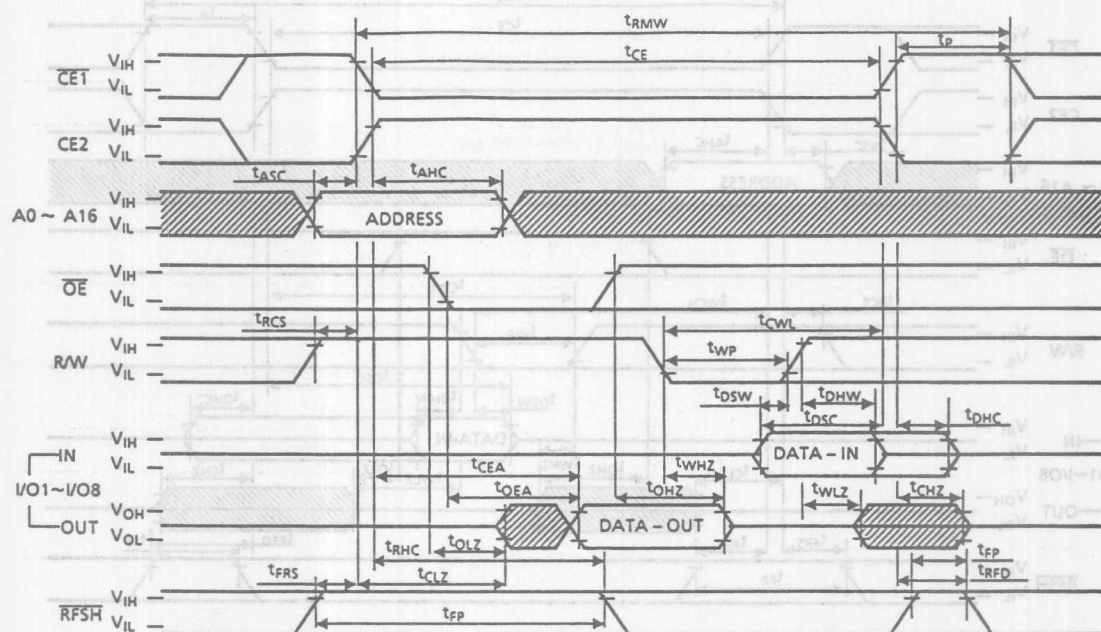 tRMW
tCE
tP
VIH
CE1
VIL
VIH
CE2
VIL
tASC
tAHC
VIH
A0 ~ A16
ADDRESS
VIL
VIH
OE
VIL
tRCS
tCWL
VIH
R/W
tWP
VIL
tDSW
tDHW
tDSC
tDHC
VIH
IN
DATA - IN
VIL
I/O1~I/O8
tCEA
tWHZ
tOEA
tOHZ
tWLZ
tCHZ
VOH
OUT
DATA - OUT
VOL
tOLZ
tRHC
tFP
tFRS
tCLZ
tRFD
VIH
RFSH
tFP
VIL